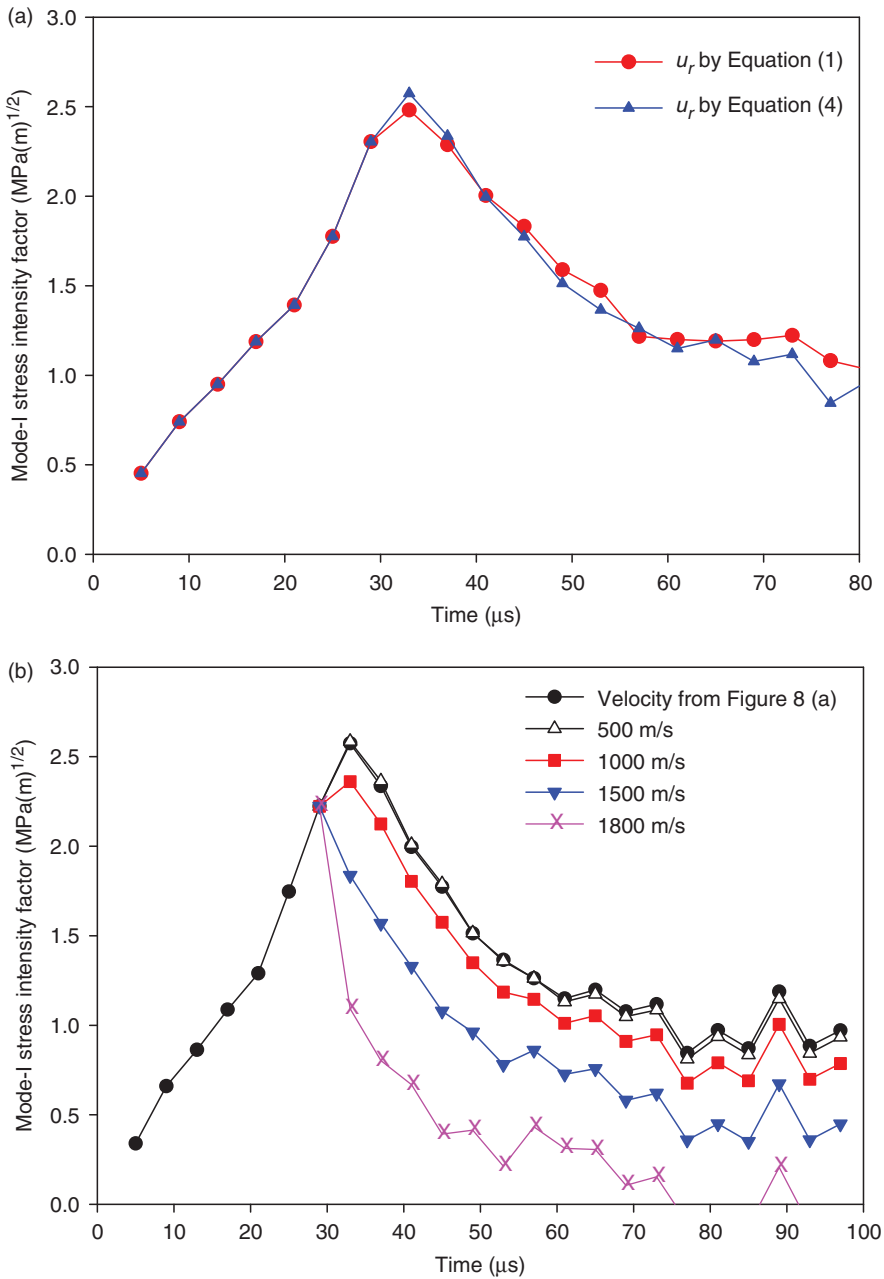 (a)
3.0
2.5
2.0
1.5
1.0
0.5
0.0
Mode-I stress intensity factor (MPa(m)1/2)
u_r by Equation (1)
u_r by Equation (4)
0 10 20 30 40 50 60 70 80
Time (μs)
(b)
3.0
2.5
2.0
1.5
1.0
0.5
0.0
Mode-I stress intensity factor (MPa(m)1/2)
Velocity from Figure 8 (a)
500 m/s
1000 m/s
1500 m/s
1800 m/s
0 10 20 30 40 50 60 70 80 90 100
Time (μs)